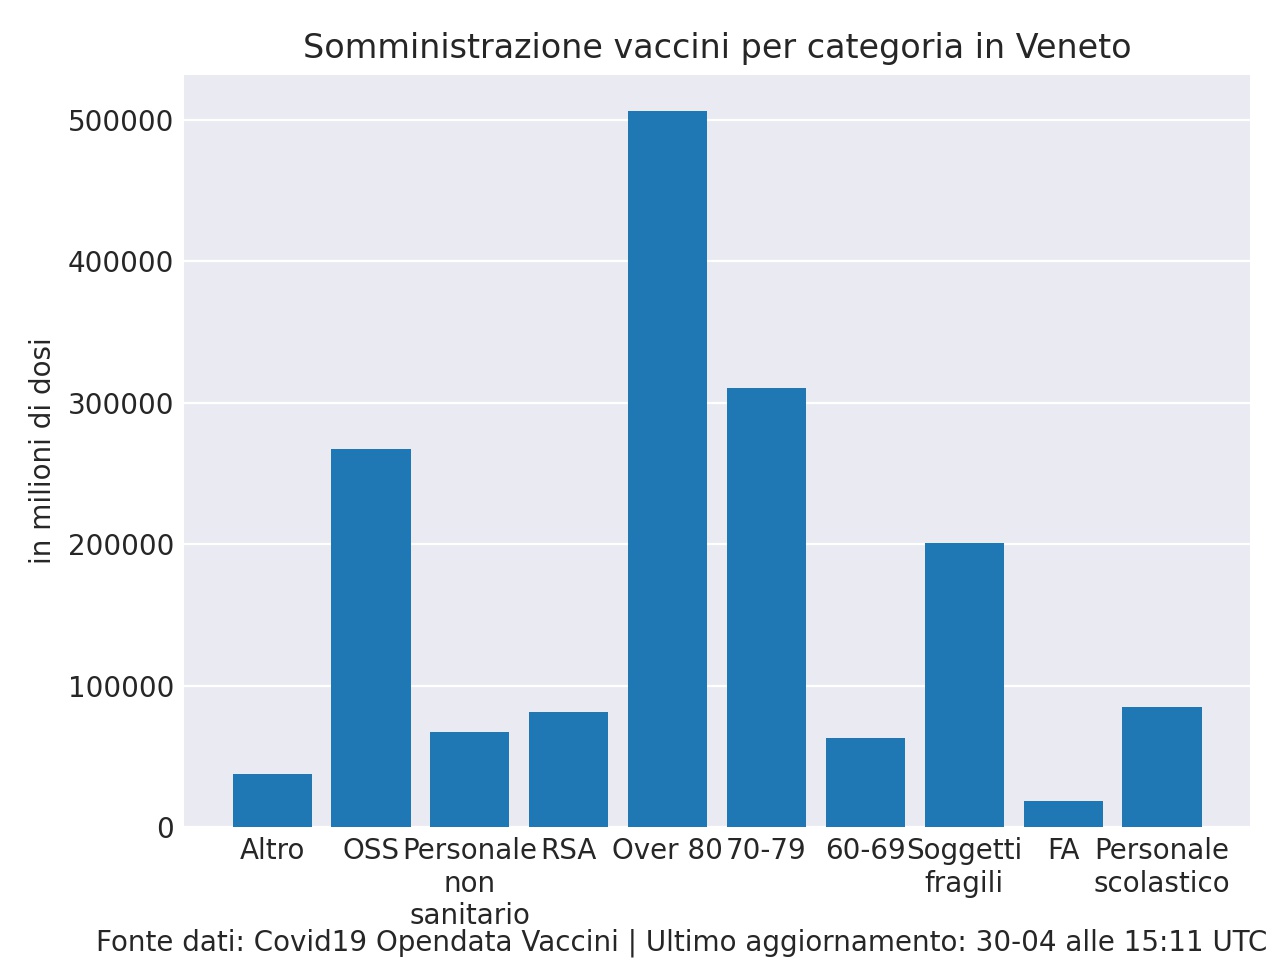 Somministrazione vaccini per categoria in Veneto
in milioni di dosi
500000
400000
300000
200000
100000
0
Altro
OSS
Personale
non
sanitario
RSA
Over 80
70-79
60-69
Soggetti
fragili
FA
Personale
scolastico
Fonte dati: Covid19 Opendata Vaccini | Ultimo aggiornamento: 30-04 alle 15:11 UTC